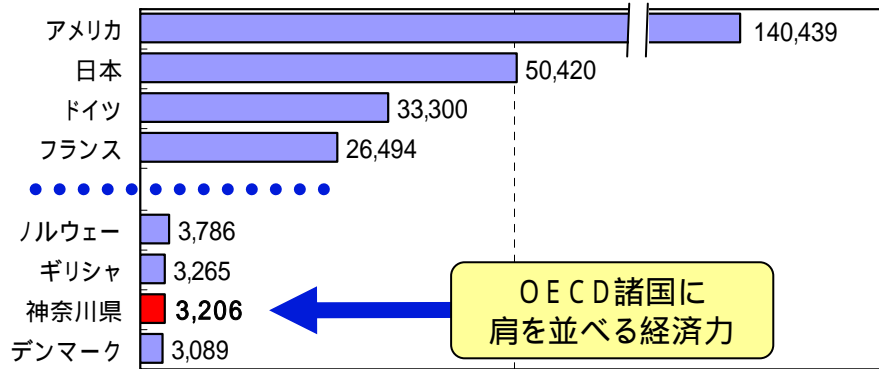 アメリカ 140,439
日本 50,420
ドイツ 33,300
フランス 26,494
ノルウェー 3,786
ギリシャ 3,265
神奈川県 3,206
デンマーク 3,089
OECD諸国に
肩を並べる経済力